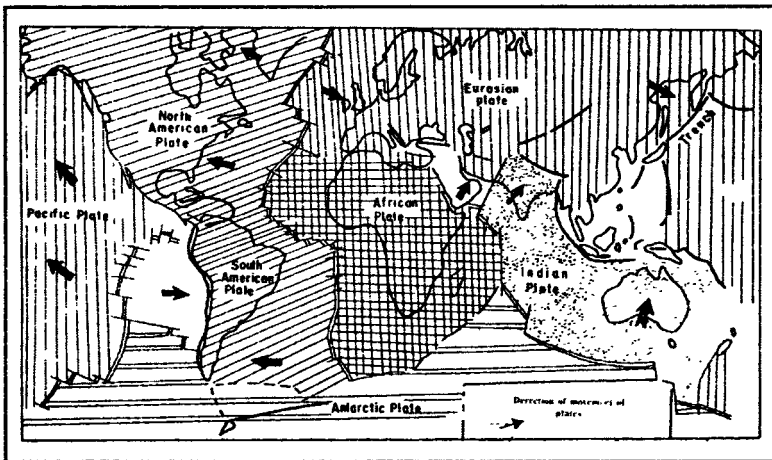 North
American
Plate
Eurasian
plate
Trench
Pacific Plate
African
Plate
South
American
Plate
Indian
Plate
Antarctic Plate
Direction of movement of
plates